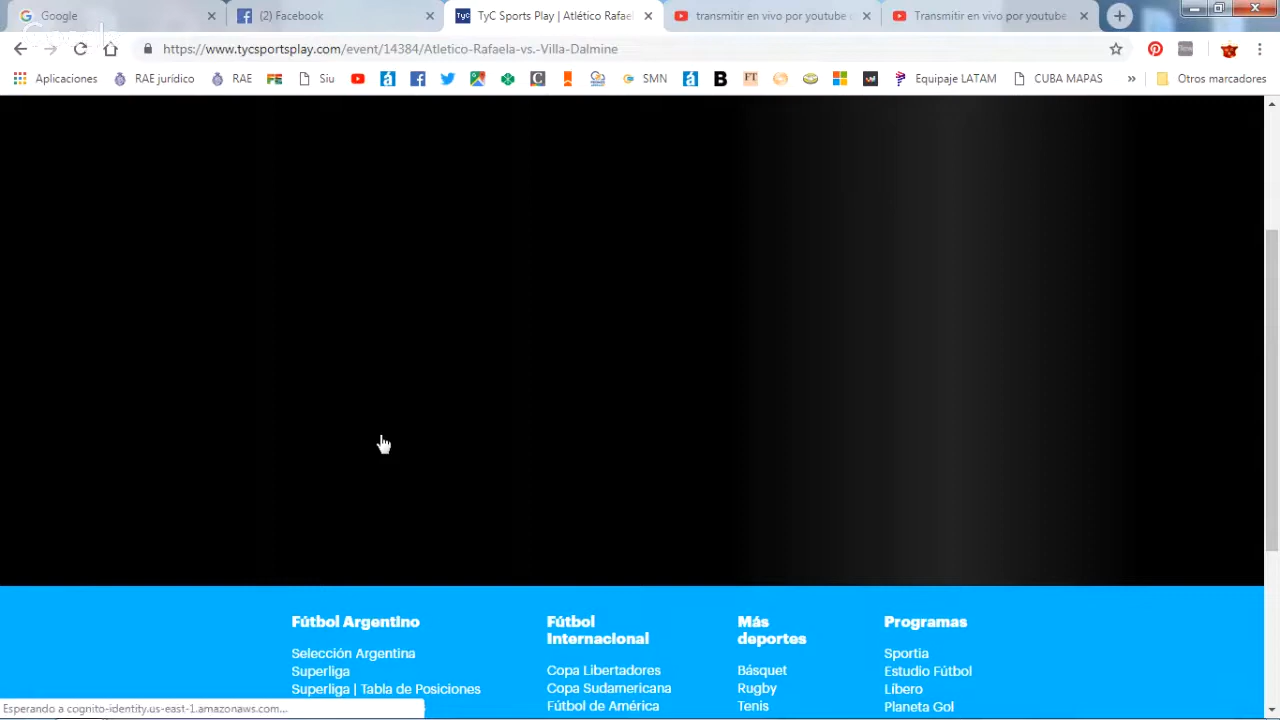 Google
(2) Facebook
TyC Sports Play | Atlético Rafael
transmitir en vivo por youtube c
Transmitir en vivo por youtube
https://www.tycsportsplay.com/event/14384/Atletico-Rafaela-vs.-Villa-Dalmine
Aplicaciones
RAE jurídico
RAE
Siu
SMN
B
FT
Equipaje LATAM
CUBA MAPAS
»
Otros marcadores
Fútbol Argentino
Selección Argentina
Superliga
Superliga | Tabla de Posiciones
Fútbol
Internacional
Copa Libertadores
Copa Sudamericana
Fútbol de América
Más
deportes
Básquet
Rugby
Tenis
Programas
Sportia
Estudio Fútbol
Líbero
Planeta Gol
Esperando a cognito-identity.us-east-1.amazonaws.com...